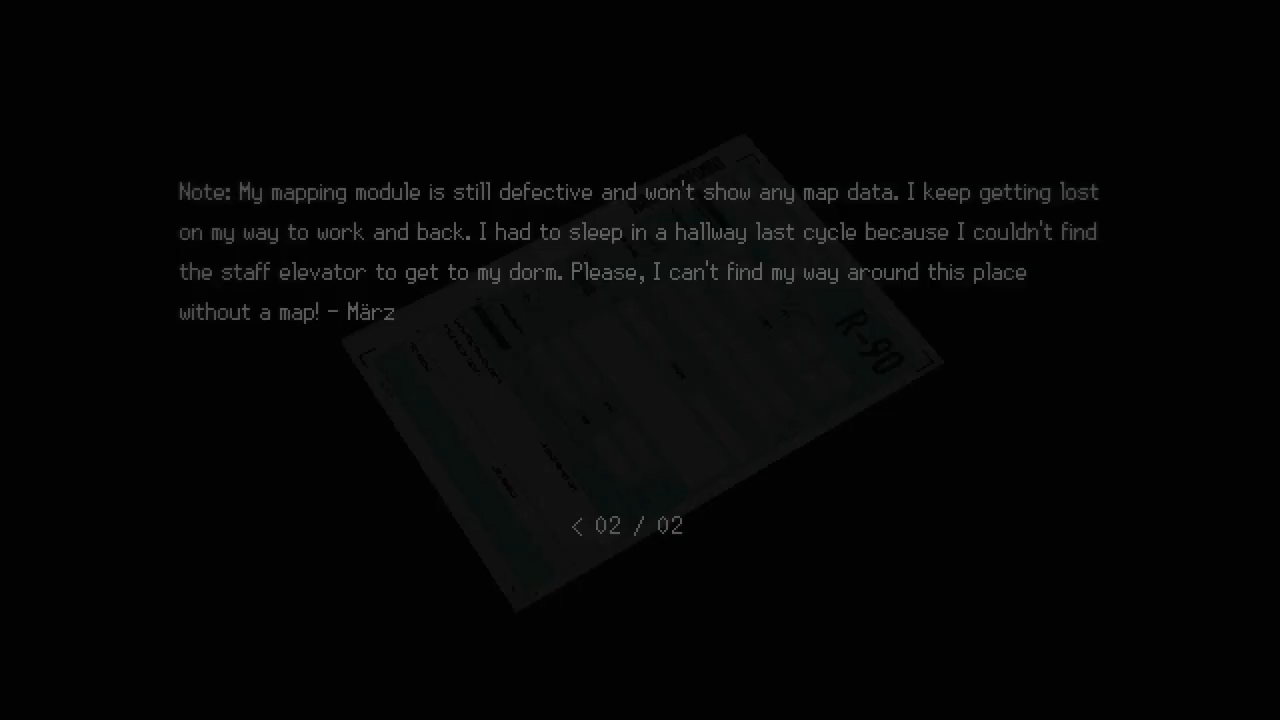 Note: My mapping module is still defective and won't show any map data. I keep getting lost
on my way to work and back. I had to sleep in a hallway last cycle because I couldn't find
the staff elevator to get to my dorm. Please, I can't find my way around this place
without a map! - März
R-90
< 02 / 02